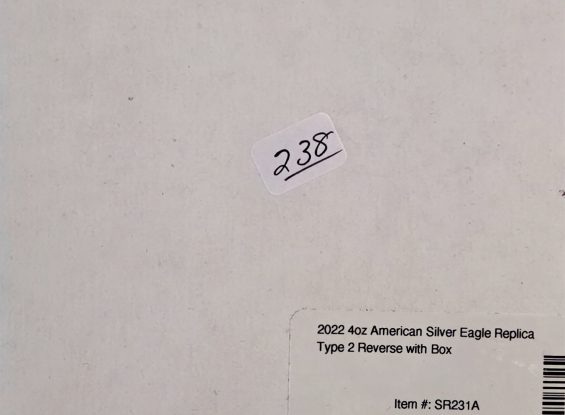 238
2022 4oz American Silver Eagle Replica
Type 2 Reverse with Box
Item #: SR231A